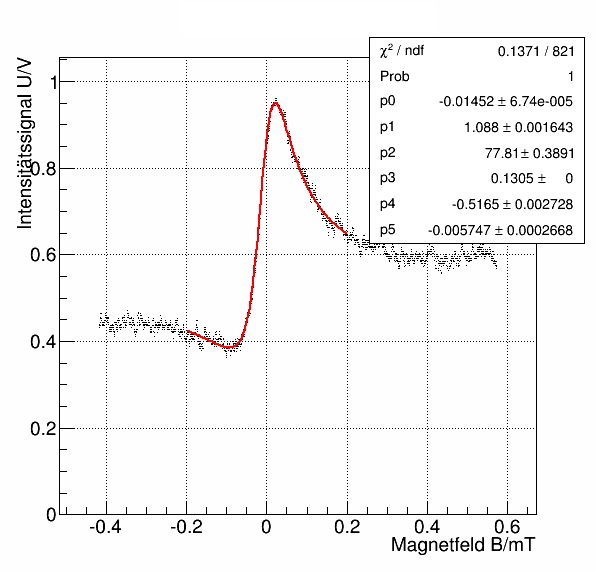 χ² / ndf 0.1371 / 821
Prob 1
p0 -0.01452 ± 6.74e-005
p1 1.088 ± 0.001643
p2 77.81 ± 0.3891
p3 0.1305 ± 0
p4 -0.5165 ± 0.002728
p5 -0.005747 ± 0.0002668
Intensitätssignal U/V
1
0.8
0.6
0.4
0.2
0
-0.4 -0.2 0 0.2 0.4 0.6
Magnetfeld B/mT